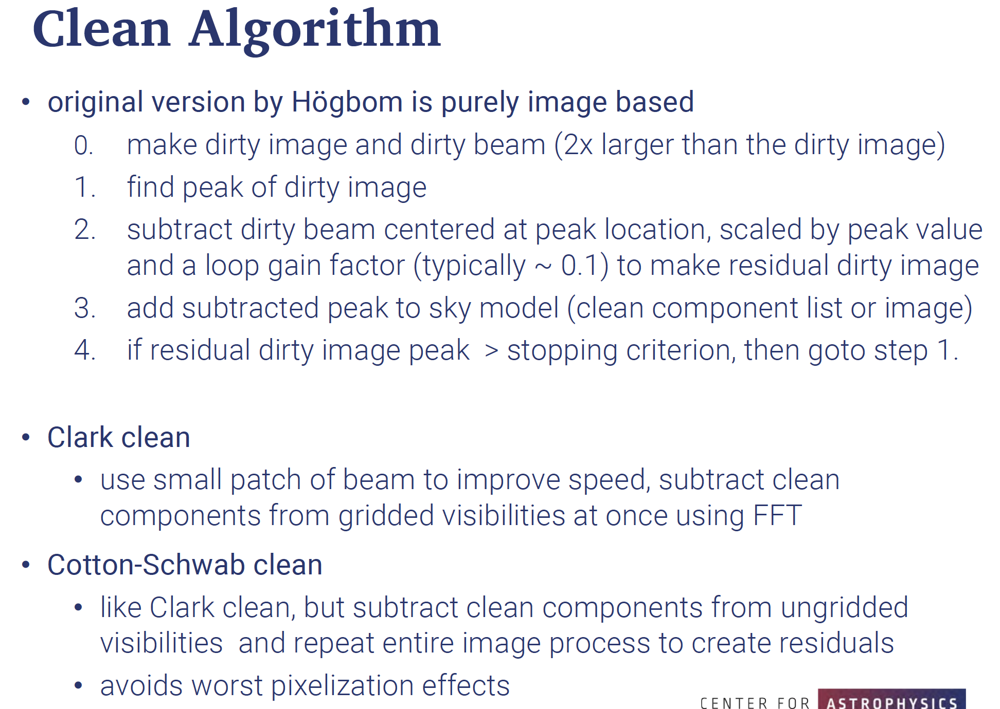 Clean Algorithm
• original version by Högbom is purely image based
0. make dirty image and dirty beam (2x larger than the dirty image)
1. find peak of dirty image
2. subtract dirty beam centered at peak location, scaled by peak value
and a loop gain factor (typically ~ 0.1) to make residual dirty image
3. add subtracted peak to sky model (clean component list or image)
4. if residual dirty image peak > stopping criterion, then goto step 1.
• Clark clean
• use small patch of beam to improve speed, subtract clean
components from gridded visibilities at once using FFT
• Cotton-Schwab clean
• like Clark clean, but subtract clean components from ungridded
visibilities and repeat entire image process to create residuals
• avoids worst pixelization effects
CENTER FOR ASTROPHYSICS